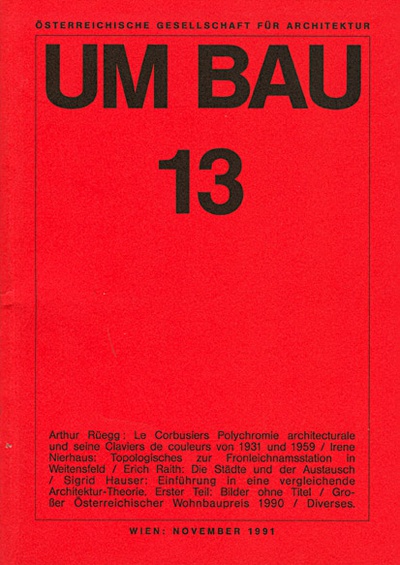 ÖSTERREICHISCHE GESELLSCHAFT FÜR ARCHITEKTUR
UM BAU
13
Arthur Rüegg: Le Corbusiers Polychromie architecturale
und seine Claviers de couleurs von 1931 und 1959 / Irene
Nierhaus: Topologisches zur Fronleichnamsstation in
Weitensfeld / Erich Raith: Die Städte und der Austausch
/ Sigrid Hauser: Einführung in eine vergleichende
Architektur-Theorie. Erster Teil: Bilder ohne Titel / Gro-
ßer Österreichischer Wohnbaupreis 1990 / Diverses.
WIEN: NOVEMBER 1991